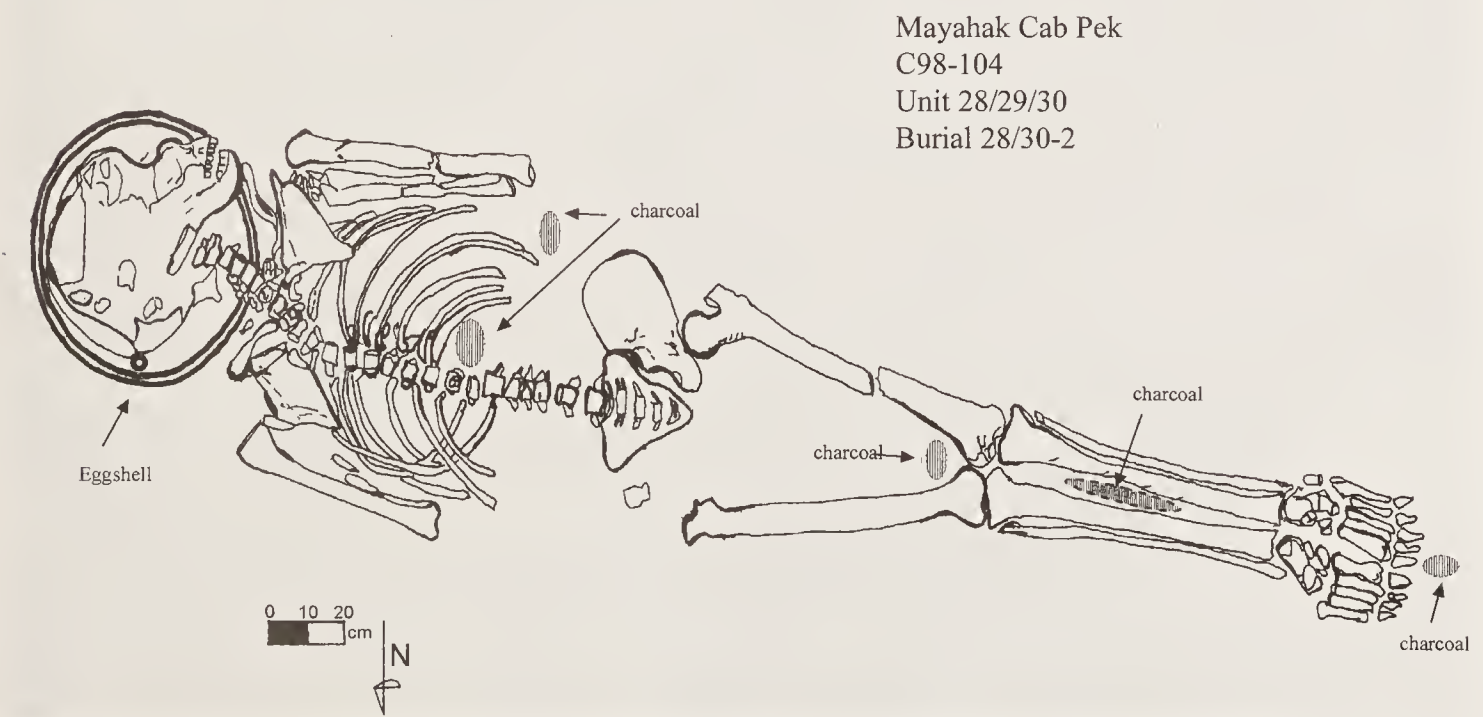 Mayahak Cab Pek
C98-104
Unit 28/29/30
Burial 28/30-2
charcoal
charcoal
charcoal
Eggshell
0 10 20
cm
N
charcoal